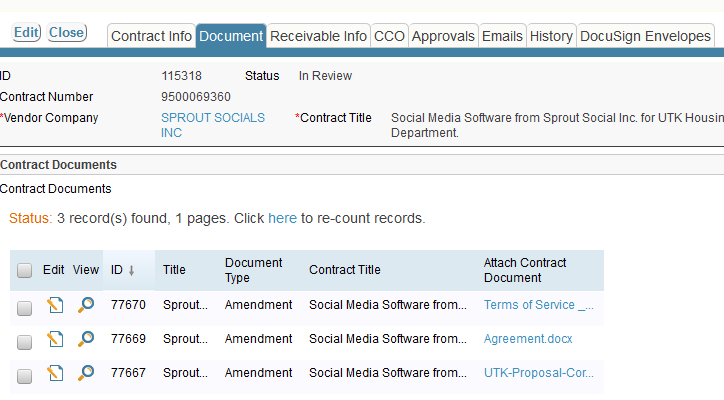 Edit Close Contract Info Document Receivable Info CCO Approvals Emails History DocuSign Envelopes
ID 115318 Status In Review
Contract Number 9500069360
*Vendor Company SPROUT SOCIALS INC *Contract Title Social Media Software from Sprout Social Inc. for UTK Housin
Department.
Contract Documents
Contract Documents
Status: 3 record(s) found, 1 pages. Click here to re-count records.
Edit View ID ↓ Title Document Type Contract Title Attach Contract Document
77670 Sprout... Amendment Social Media Software from... Terms of Service _...
77669 Sprout... Amendment Social Media Software from... Agreement.docx
77667 Sprout... Amendment Social Media Software from... UTK-Proposal-Cor...